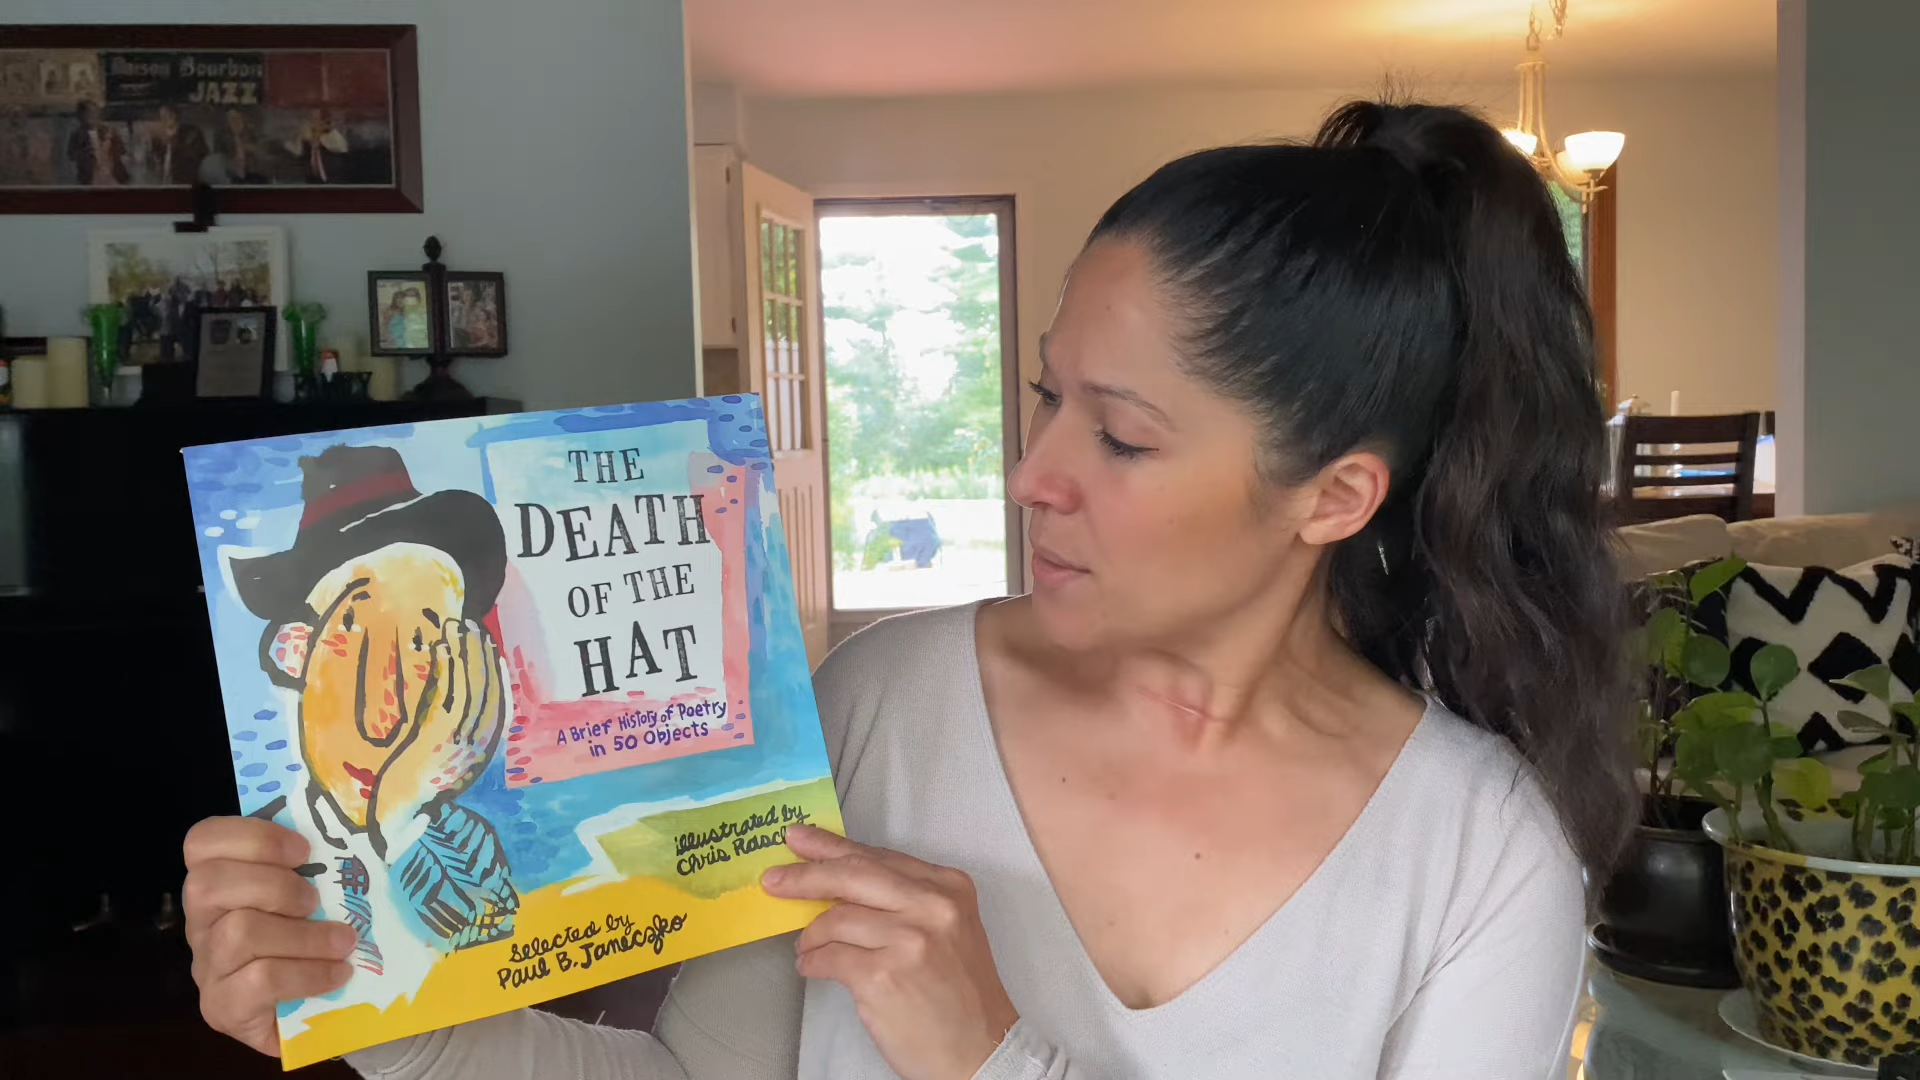 Maison Bourbon
JAZZ
THE
DEATH
OF THE
HAT
A Brief History of Poetry
in 50 Objects
illustrated by
Chris
selected by
Paul B. Janeczko